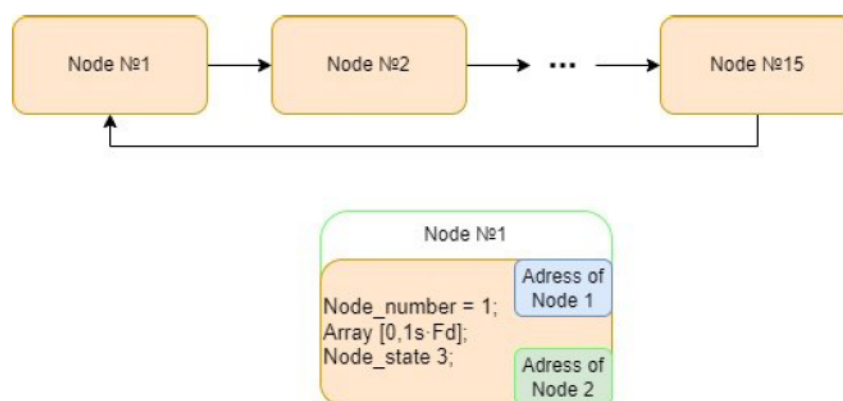 Node №1
Node №2
...
Node №15
Node №1
Adress of
Node 1
Node_number = 1;
Array [0,1s·Fd];
Node_state 3;
Adress of
Node 2